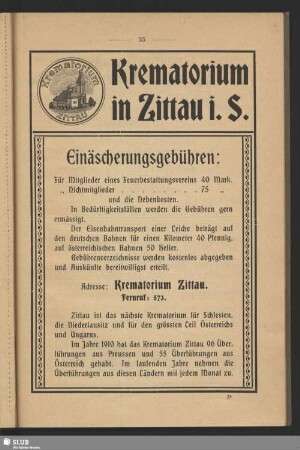 55
Krematorium
ZITTAU
Krematorium
in Zittau i. S.
Einäscherungsgebühren:
Für Mitglieder eines Feuerbestattungsvereins 40 Mark.
„ Nichtmitglieder . . . . . . . . . 75 „
und die Nebenkosten.
In Bedürftigkeitsfällen werden die Gebühren gern
ermässigt.
Der Eisenbahntransport einer Leiche beträgt auf
den deutschen Bahnen für einen Kilometer 40 Pfennig,
auf österreichischen Bahnen 50 Heller.
Gebührenverzeichnisse werden kostenlos abgegeben
und Auskünfte bereitwilligst erteilt.
Adresse: Krematorium Zittau.
Fernruf: 573.
Zittau ist das nächste Krematorium für Schlesien,
die Niederlausitz und für den grössten Teil Österreichs
und Ungarns.
Im Jahre 1910 hat das Krematorium Zittau 96 Über-
führungen aus Preussen und 55 Überführungen aus
Österreich gehabt. Im laufenden Jahre nehmen die
Überführungen aus diesen Ländern mit jedem Monat zu.
3*
SLUB
Wir führen Wissen.